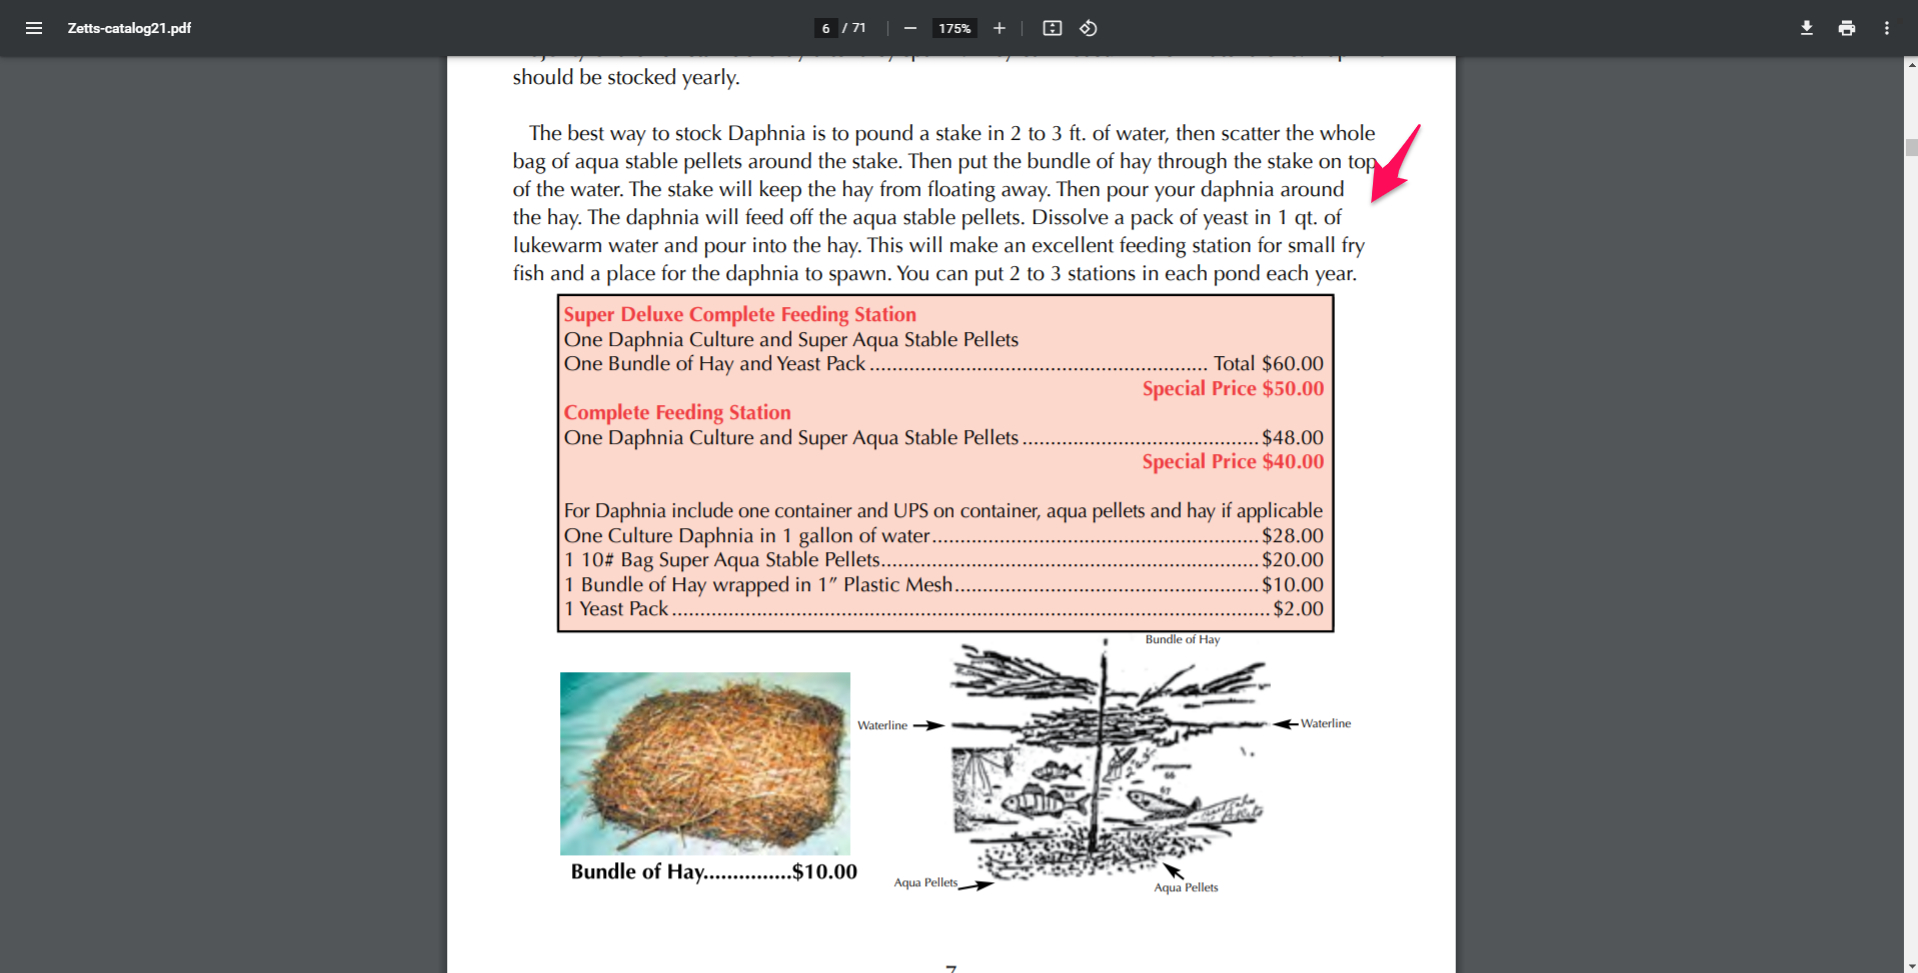 Zetts-catalog21.pdf
6 / 71
175%
should be stocked yearly.
The best way to stock Daphnia is to pound a stake in 2 to 3 ft. of water, then scatter the whole
bag of aqua stable pellets around the stake. Then put the bundle of hay through the stake on top
of the water. The stake will keep the hay from floating away. Then pour your daphnia around
the hay. The daphnia will feed off the aqua stable pellets. Dissolve a pack of yeast in 1 qt. of
lukewarm water and pour into the hay. This will make an excellent feeding station for small fry
fish and a place for the daphnia to spawn. You can put 2 to 3 stations in each pond each year.
Super Deluxe Complete Feeding Station
One Daphnia Culture and Super Aqua Stable Pellets
One Bundle of Hay and Yeast Pack ............................................................ Total $60.00
Special Price $50.00
Complete Feeding Station
One Daphnia Culture and Super Aqua Stable Pellets .......................................... $48.00
Special Price $40.00
For Daphnia include one container and UPS on container, aqua pellets and hay if applicable
One Culture Daphnia in 1 gallon of water.......................................................... $28.00
1 10# Bag Super Aqua Stable Pellets................................................................... $20.00
1 Bundle of Hay wrapped in 1″ Plastic Mesh...................................................... $10.00
1 Yeast Pack .......................................................................................................... $2.00
Bundle of Hay
Waterline
Waterline
66
67
Bundle of Hay...............$10.00
Aqua Pellets
Aqua Pellets
7